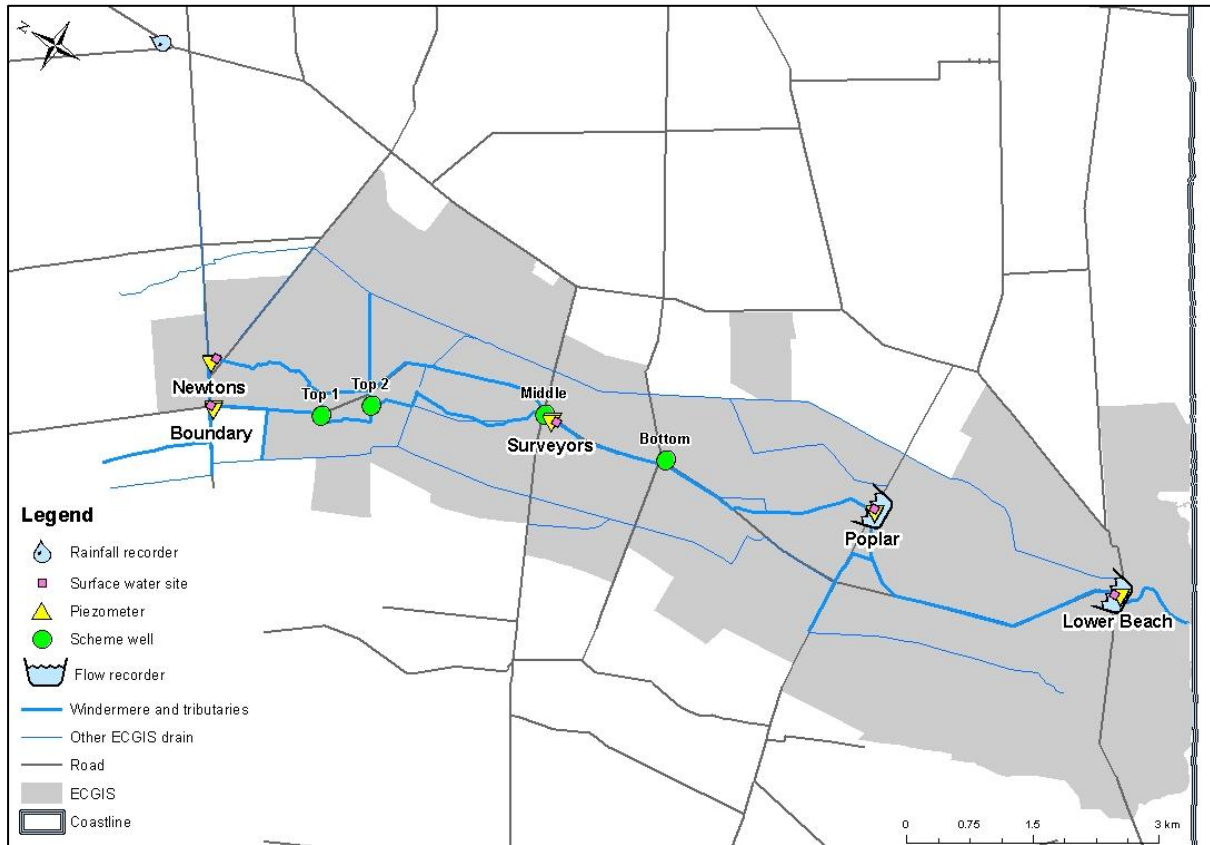 N
Newtons
Boundary
Top 1
Top 2
Middle
Surveyors
Bottom
Poplar
Lower Beach
Legend
Rainfall recorder
Surface water site
Piezometer
Scheme well
Flow recorder
Windermere and tributaries
Other ECGIS drain
Road
ECGIS
Coastline
0 0.75 1.5 3 km